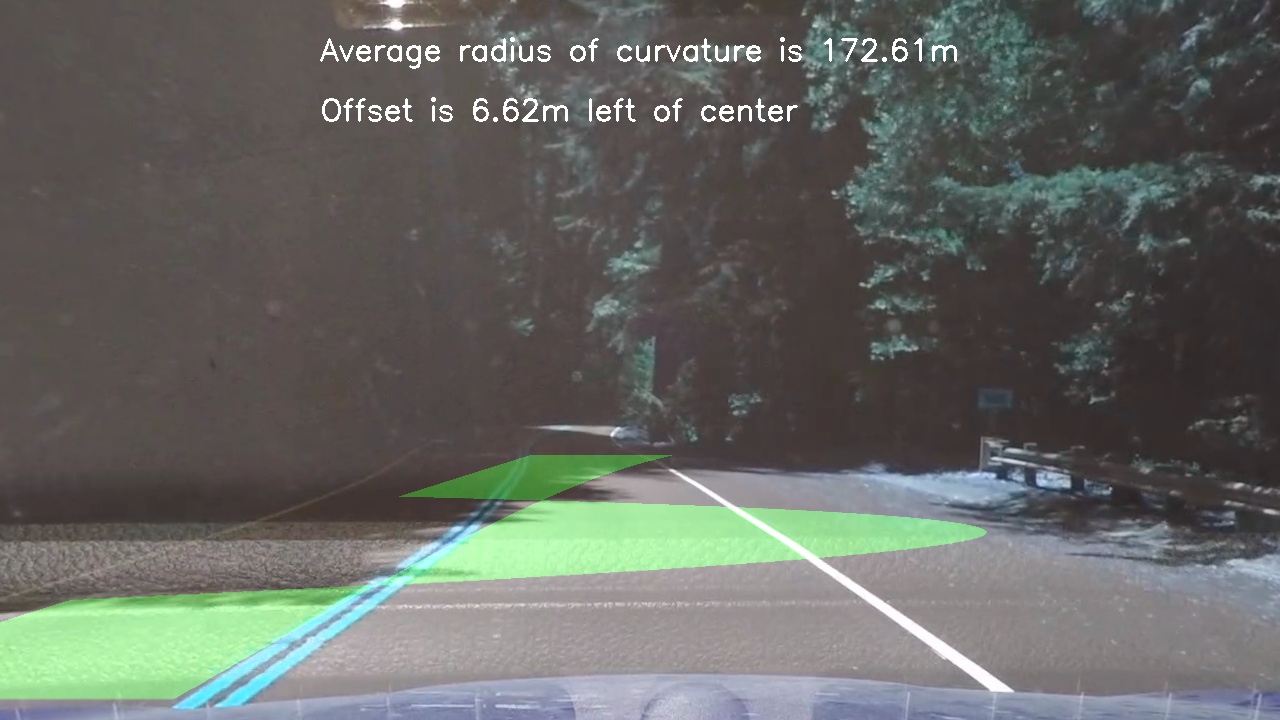 Average radius of curvature is 172.61m
Offset is 6.62m left of center